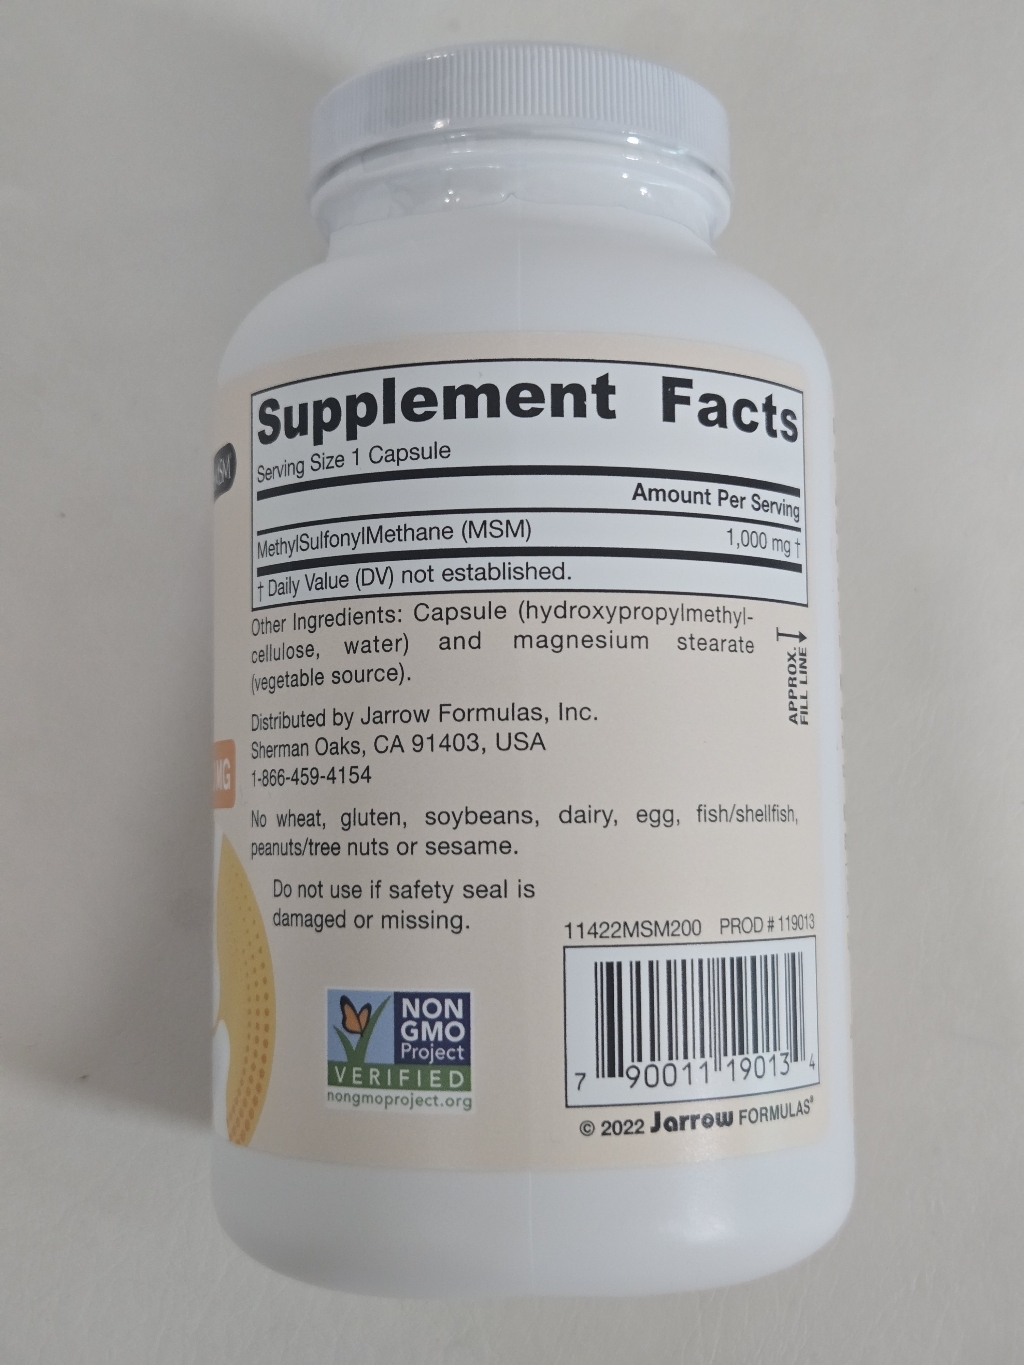 MSM
MG
Supplement Facts
Serving Size 1 Capsule
Amount Per Serving
MethylSulfonylMethane (MSM) 1,000 mg †
† Daily Value (DV) not established.
Other Ingredients: Capsule (hydroxypropylmethyl-
cellulose, water) and magnesium stearate
(vegetable source).
APPROX.
FILL LINE
Distributed by Jarrow Formulas, Inc.
Sherman Oaks, CA 91403, USA
1-866-459-4154
No wheat, gluten, soybeans, dairy, egg, fish/shellfish,
peanuts/tree nuts or sesame.
Do not use if safety seal is
damaged or missing.
11422MSM200 PROD # 119013
NON
GMO
Project
VERIFIED
nongmoproject.org
7 90011 19013 4
© 2022 Jarrow FORMULAS®